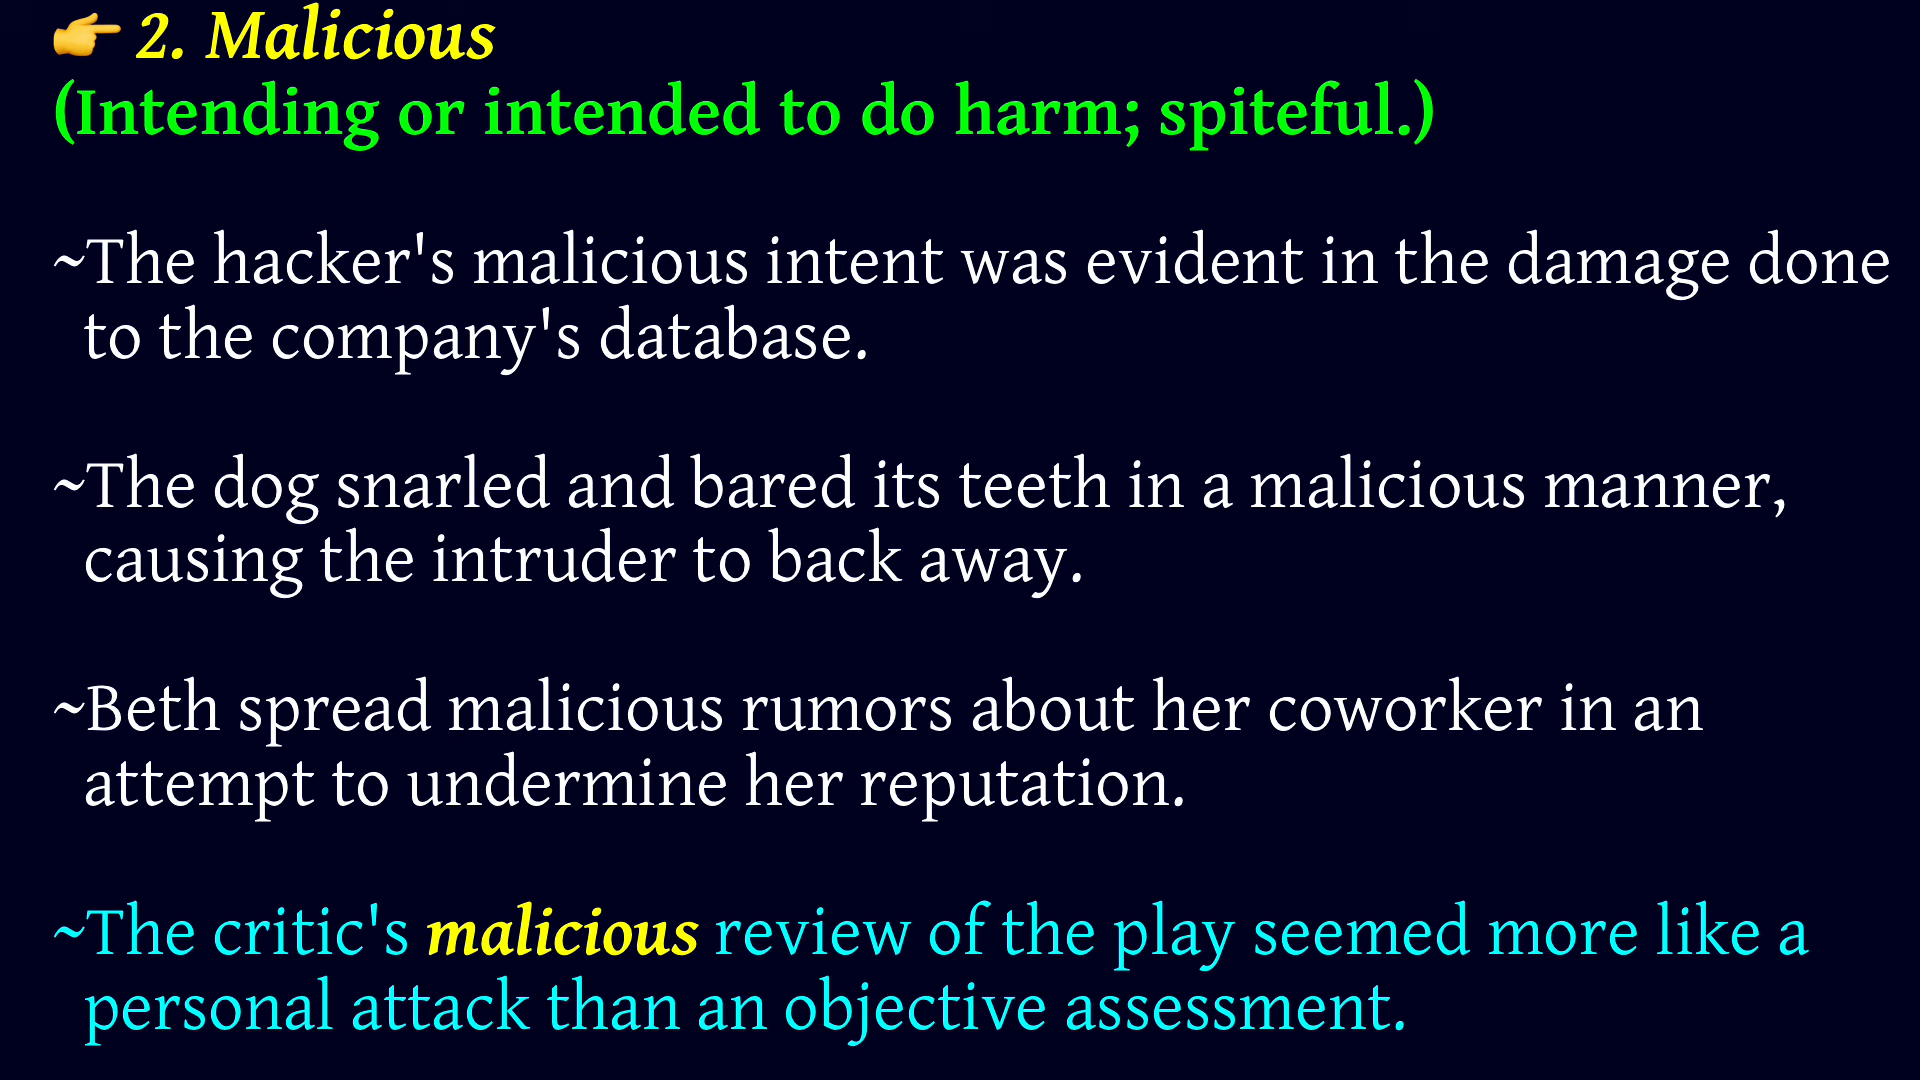 👉 2. Malicious
(Intending or intended to do harm; spiteful.)
~The hacker's malicious intent was evident in the damage done
to the company's database.
~The dog snarled and bared its teeth in a malicious manner,
causing the intruder to back away.
~Beth spread malicious rumors about her coworker in an
attempt to undermine her reputation.
~The critic's malicious review of the play seemed more like a
personal attack than an objective assessment.